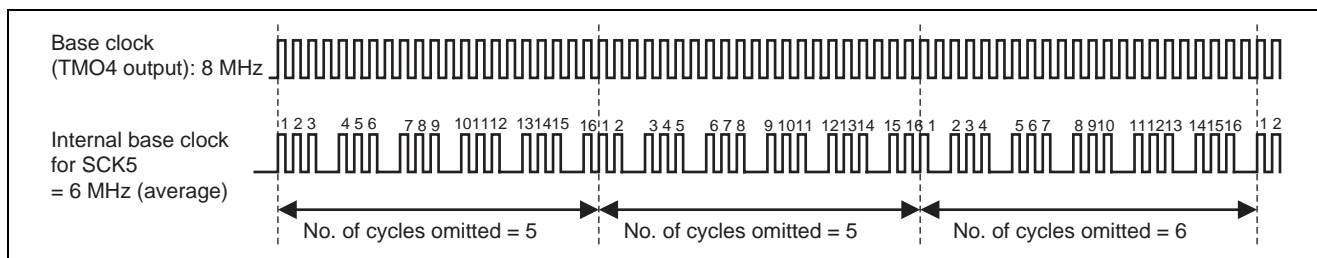 Base clock
(TMO4 output): 8 MHz
1 2 3 4 5 6 7 8 9 10 11 12 13 14 15 16 1 2 3 4 5 6 7 8 9 10 11 12 13 14 15 16 1 2 3 4 5 6 7 8 9 10 11 12 13 14 15 16 1 2
Internal base clock
for SCK5
= 6 MHz (average)
No. of cycles omitted = 5 No. of cycles omitted = 5 No. of cycles omitted = 6